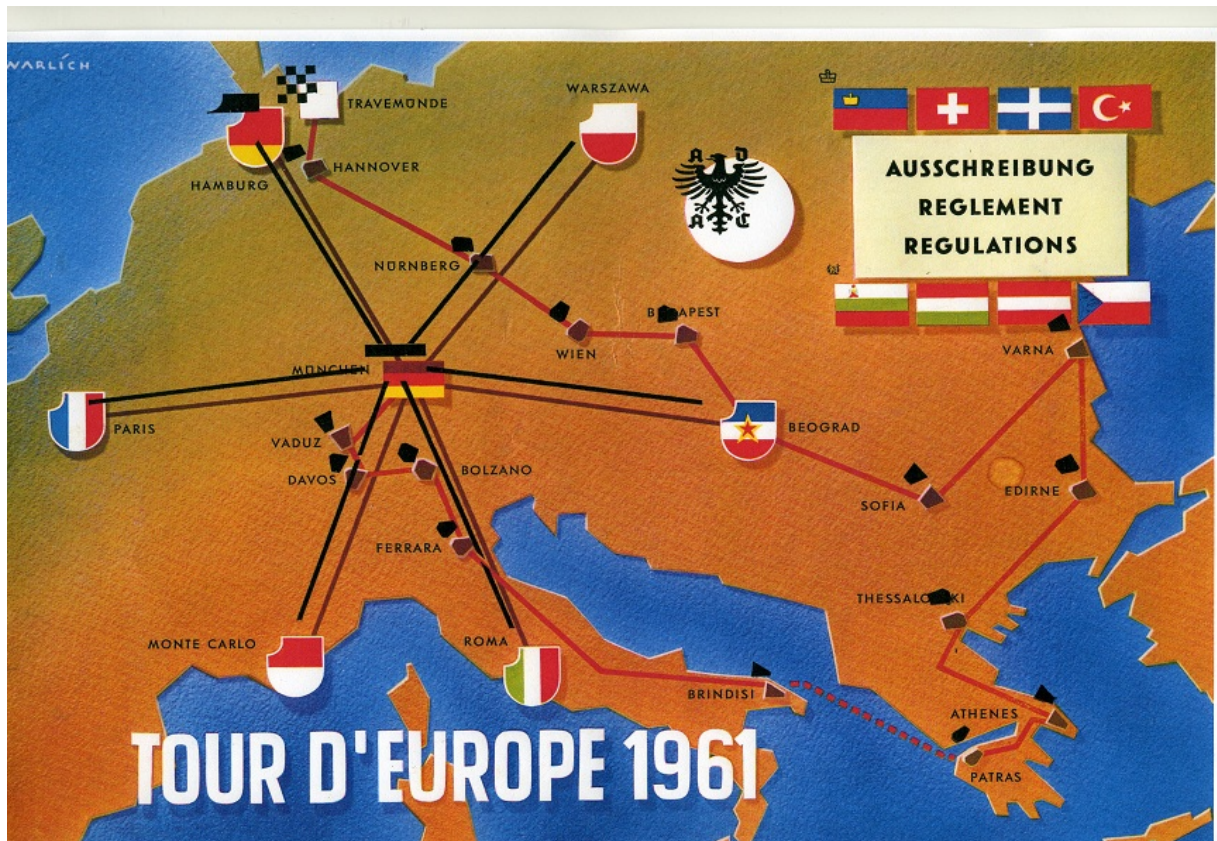 WARLICH
TRAVEMÜNDE
WARSZAWA
HANNOVER
HAMBURG
A D
A C
AUSSCHREIBUNG
REGLEMENT
REGULATIONS
NÜRNBERG
BUDAPEST
WIEN
VARNA
MÜNCHEN
PARIS
BEOGRAD
VADUZ
DAVOS
BOLZANO
SOFIA
EDIRNE
FERRARA
THESSALONIKI
MONTE CARLO
ROMA
BRINDISI
ATHENES
PATRAS
TOUR D'EUROPE 1961